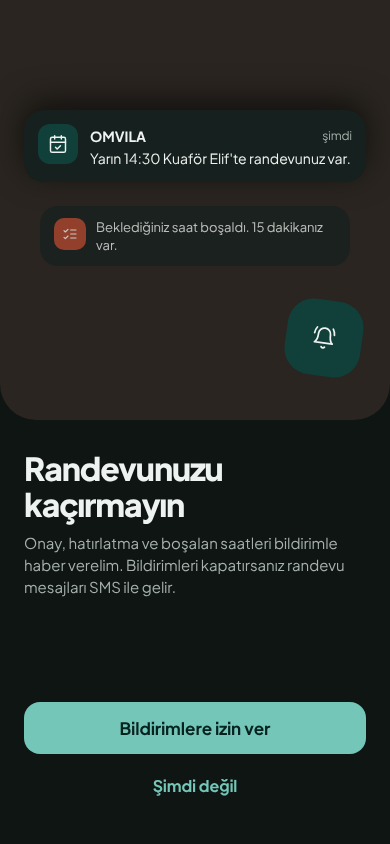 OMVILA
şimdi
Yarın 14:30 Kuaför Elif'te randevunuz var.
Beklediğiniz saat boşaldı. 15 dakikanız
var.
Randevunuzu
kaçırmayın
Onay, hatırlatma ve boşalan saatleri bildirimle
haber verelim. Bildirimleri kapatırsanız randevu
mesajları SMS ile gelir.
Bildirimlere izin ver
Şimdi değil